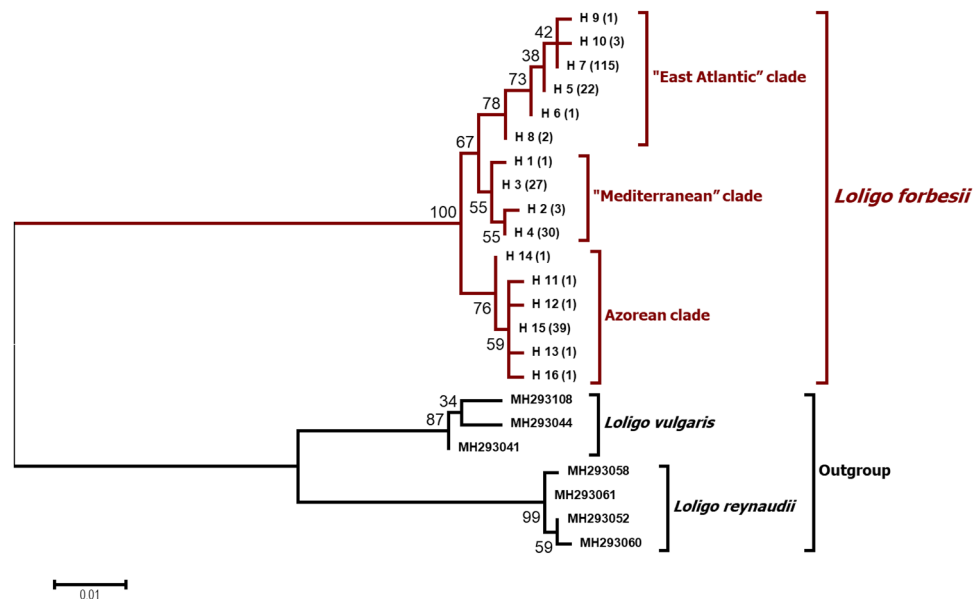 H 9 (1)
42
H 10 (3)
38
H 7 (115)
73
"East Atlantic” clade
H 5 (22)
78
H 6 (1)
H 8 (2)
67
H 1 (1)
H 3 (27)
"Mediterranean” clade
Loligo forbesii
55
H 2 (3)
100
55
H 4 (30)
H 14 (1)
H 11 (1)
76
H 12 (1)
Azorean clade
H 15 (39)
59
H 13 (1)
H 16 (1)
34
MH293108
87
MH293044
Loligo vulgaris
MH293041
Outgroup
MH293058
MH293061
Loligo reynaudii
99
MH293052
59
MH293060
0.01